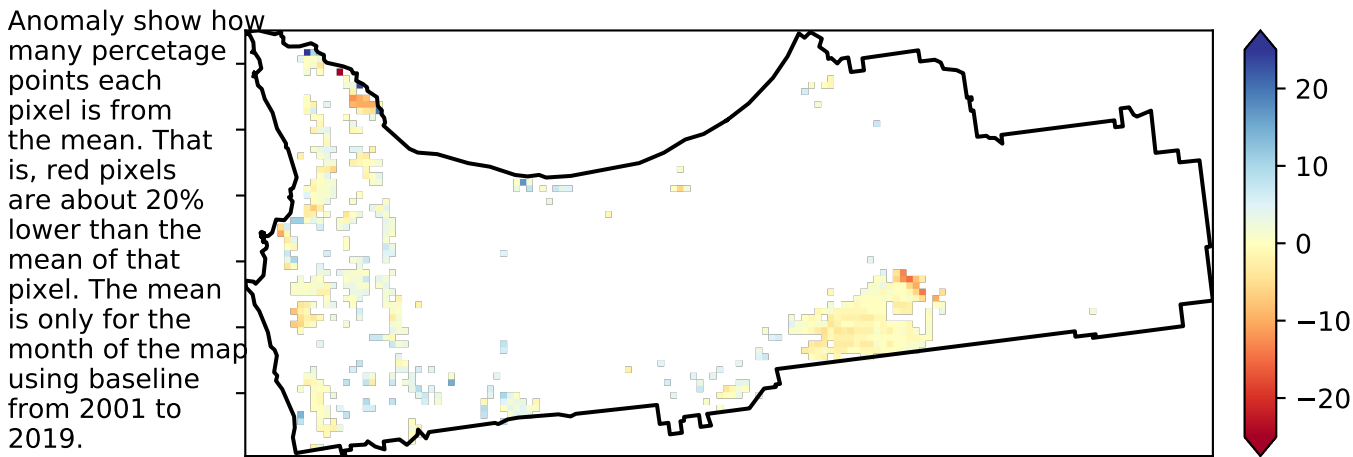 Anomaly show how
many percetage
points each
pixel is from
the mean. That
is, red pixels
are about 20%
lower than the
mean of that
pixel. The mean
is only for the
month of the map
using baseline
from 2001 to
2019.
20
10
0
−10
−20